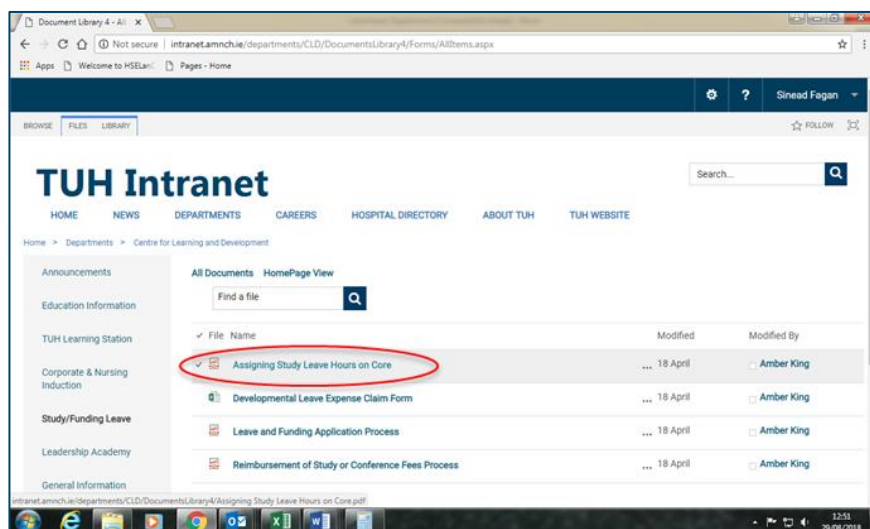 Document Library 4 - All
Not secure | intranet.amnch.ie/departments/CLD/DocumentsLibrary4/Forms/AllItems.aspx
Apps Welcome to HSELanD Pages - Home
? Sinead Fagan
BROWSE FILES LIBRARY FOLLOW
TUH Intranet
Search...
HOME NEWS DEPARTMENTS CAREERS HOSPITAL DIRECTORY ABOUT TUH TUH WEBSITE
Home > Departments > Centre for Learning and Development
Announcements
Education Information
TUH Learning Station
Corporate & Nursing
Induction
Study/Funding Leave
Leadership Academy
General Information
All Documents HomePage View
Find a file
File Name Modified Modified By
Assigning Study Leave Hours on Core ... 18 April Amber King
Developmental Leave Expense Claim Form ... 18 April Amber King
Leave and Funding Application Process ... 18 April Amber King
Reimbursement of Study or Conference Fees Process ... 18 April Amber King
intranet.amnch.ie/departments/CLD/DocumentsLibrary4/Assigning Study Leave Hours on Core.pdf
12:51
29/08/2018